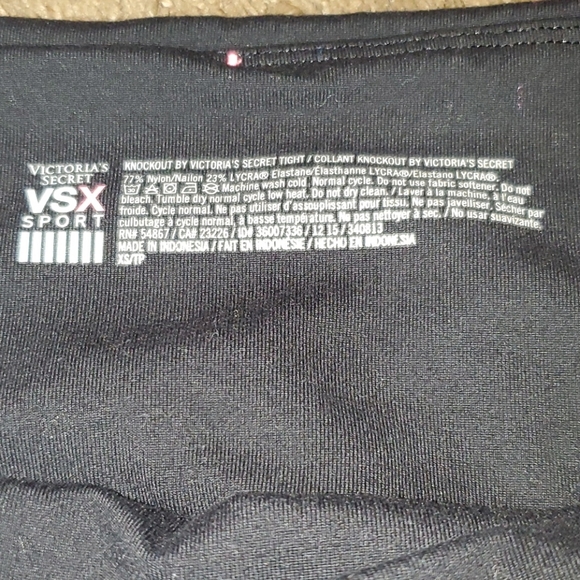 VICTORIA'S
SECRET
VSX
SPORT
KNOCKOUT BY VICTORIA'S SECRET TIGHT / COLLANT KNOCKOUT BY VICTORIA'S SECRET
77% Nylon/Nailon 23% LYCRA® Elastane/Élasthanne LYCRA®/Elastano LYCRA®/
Machine wash cold. Normal cycle. Do not use fabric softener. Do not
bleach. Tumble dry normal cycle low heat. Do not dry clean. / Laver à la machine, à l'eau
froide. Cycle normal. Ne pas utiliser d'assouplissant pour tissu. Ne pas javelliser. Sécher par
culbutage à cycle normal, à basse température. Ne pas nettoyer à sec. / No usar suavizante.
RN# 54867 / CA# 23226 / ID# 36007336 / 12 15 / 340813
MADE IN INDONESIA / FAIT EN INDONÉSIE / HECHO EN INDONESIA
XS/TP